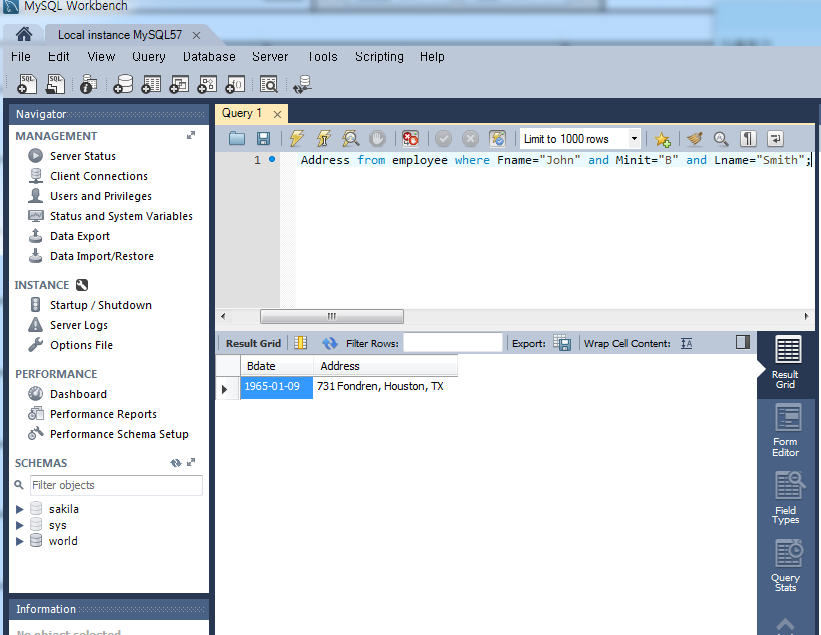 MySQL Workbench
Local instance MySQL57
File Edit View Query Database Server Tools Scripting Help
Navigator
MANAGEMENT
Server Status
Client Connections
Users and Privileges
Status and System Variables
Data Export
Data Import/Restore
INSTANCE
Startup / Shutdown
Server Logs
Options File
PERFORMANCE
Dashboard
Performance Reports
Performance Schema Setup
SCHEMAS
Filter objects
sakila
sys
world
Information
No object selected
Query 1
Limit to 1000 rows
1 Address from employee where Fname="John" and Minit="B" and Lname="Smith";
Result Grid Filter Rows: Export: Wrap Cell Content:
Bdate Address
1965-01-09 731 Fondren, Houston, TX
Result
Grid
Form
Editor
Field
Types
Query
Stats